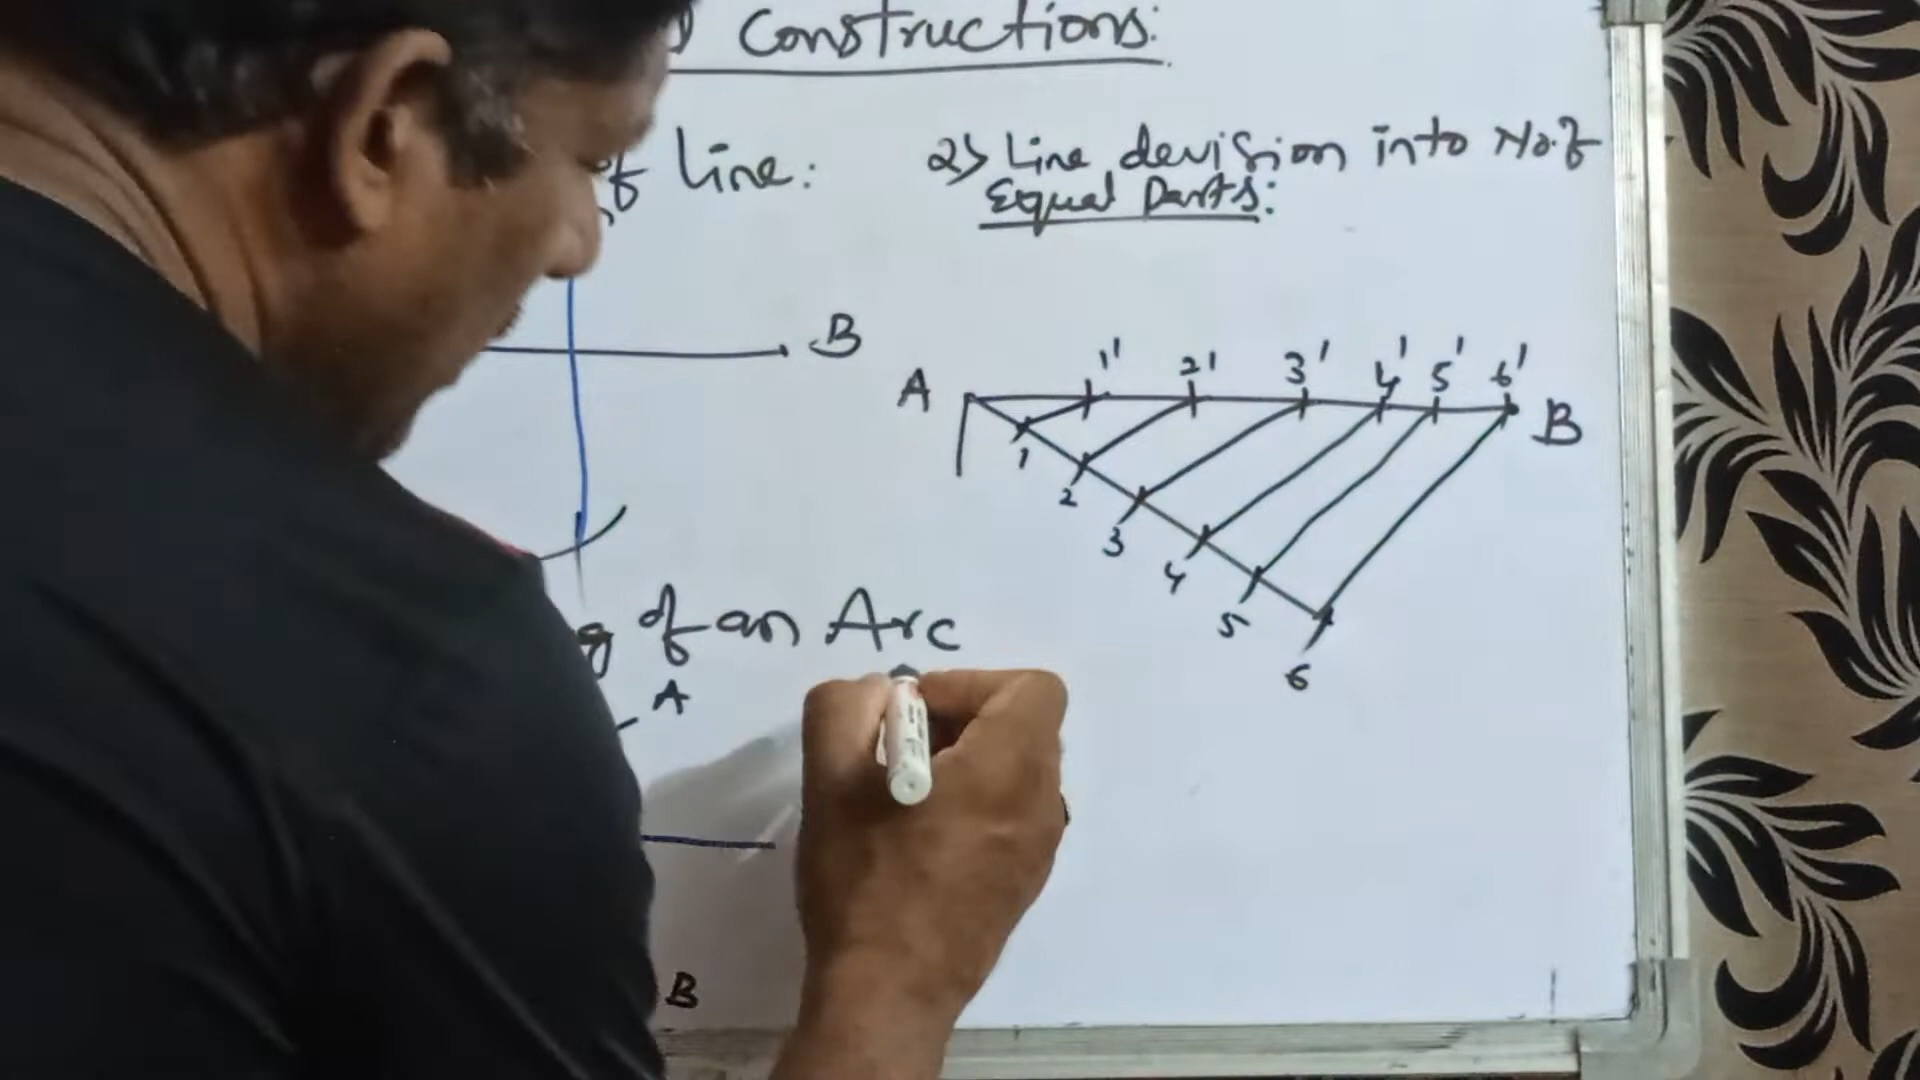 Constructions:
of line:
2) Line devision into No.of
Equal Parts:
B
A 1' 2' 3' 4' 5' 6' B
1
2
3
4
5
6
of an Arc
A
B